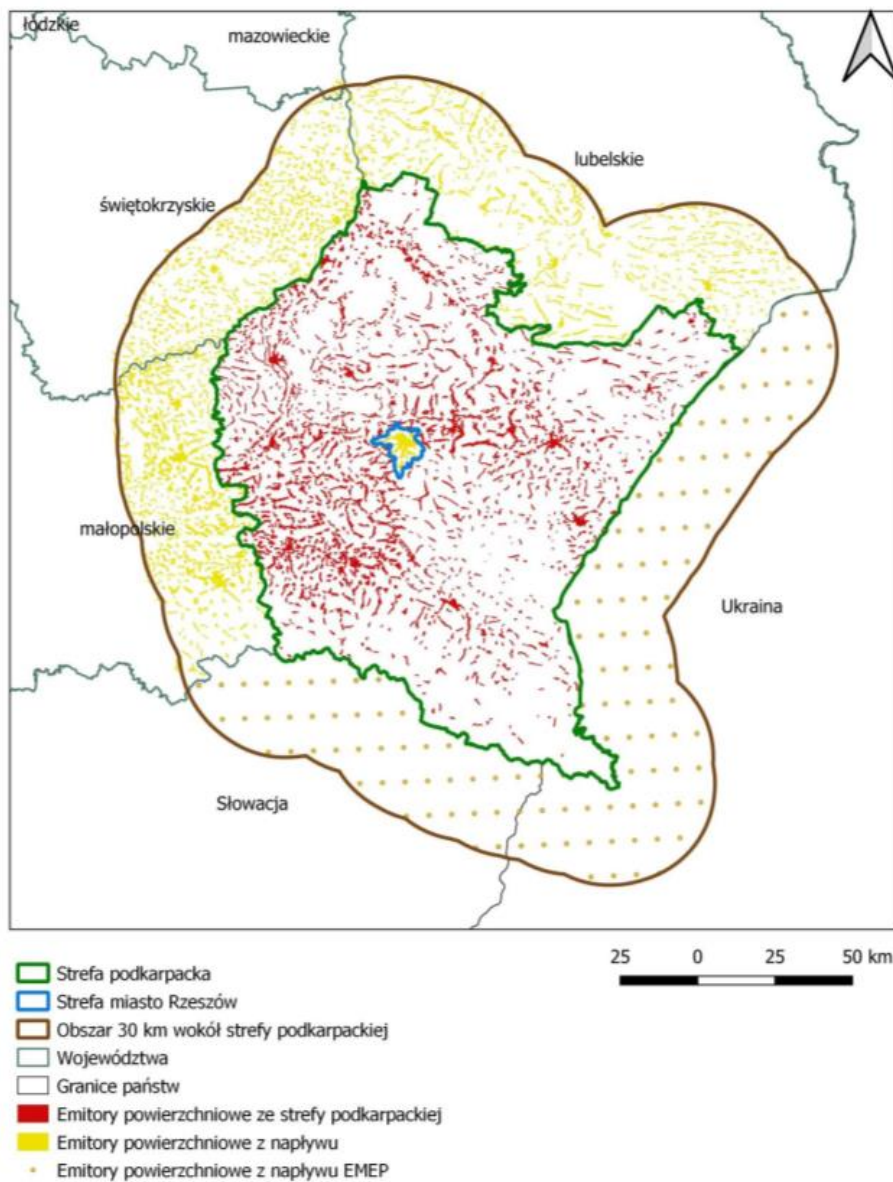 łódzkie
mazowieckie
lubelskie
świętokrzyskie
małopolskie
Ukraina
Słowacja
25 0 25 50 km
Strefa podkarpacka
Strefa miasto Rzeszów
Obszar 30 km wokół strefy podkarpackiej
Województwa
Granice państw
Emitory powierzchniowe ze strefy podkarpackiej
Emitory powierzchniowe z napływu
Emitory powierzchniowe z napływu EMEP